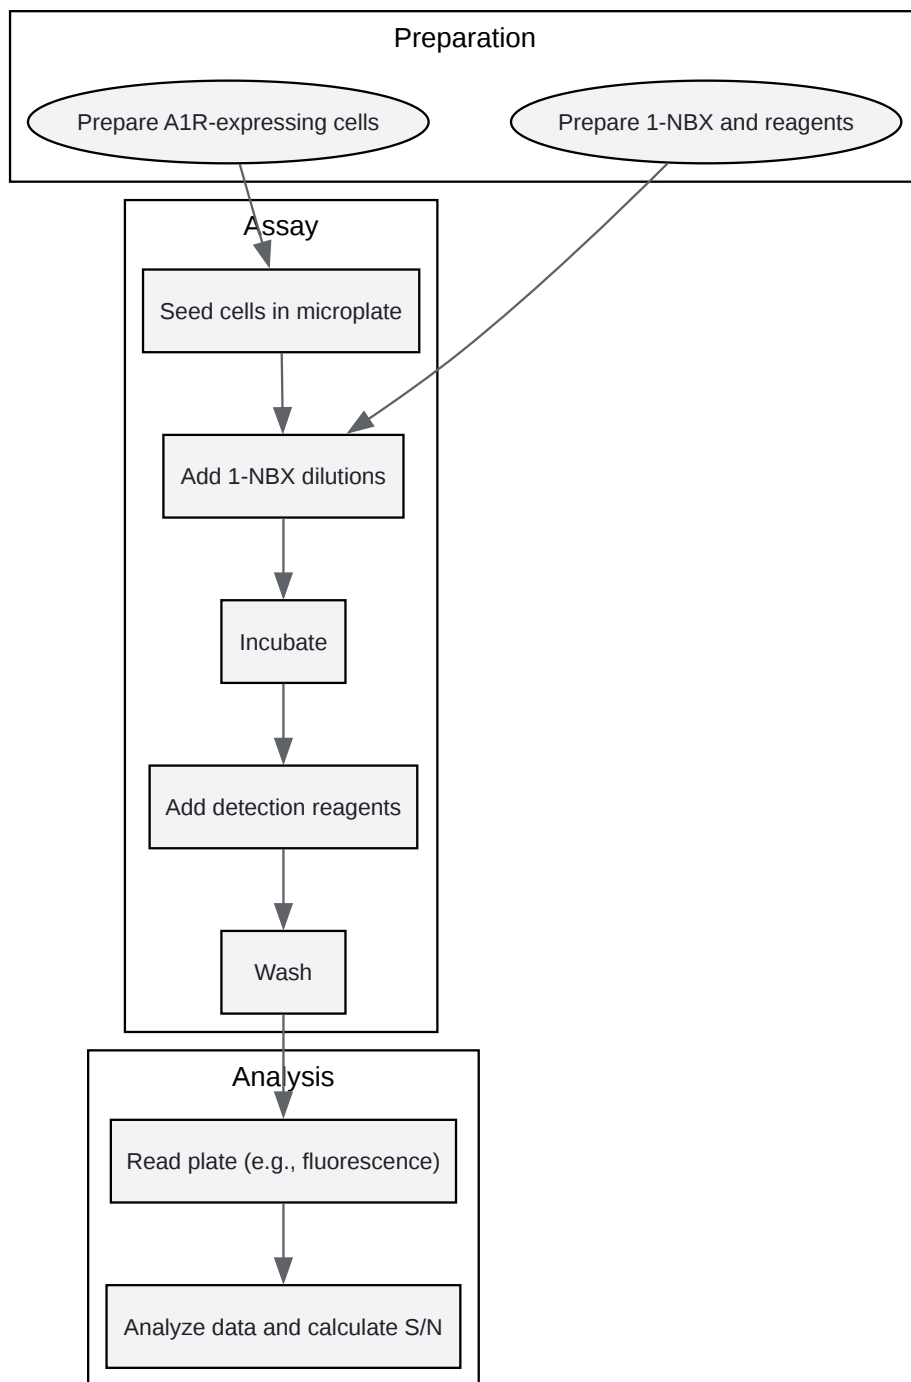 Preparation
Prepare A1R-expressing cells
Prepare 1-NBX and reagents
Assay
Seed cells in microplate
Add 1-NBX dilutions
Incubate
Add detection reagents
Wash
Analysis
Read plate (e.g., fluorescence)
Analyze data and calculate S/N